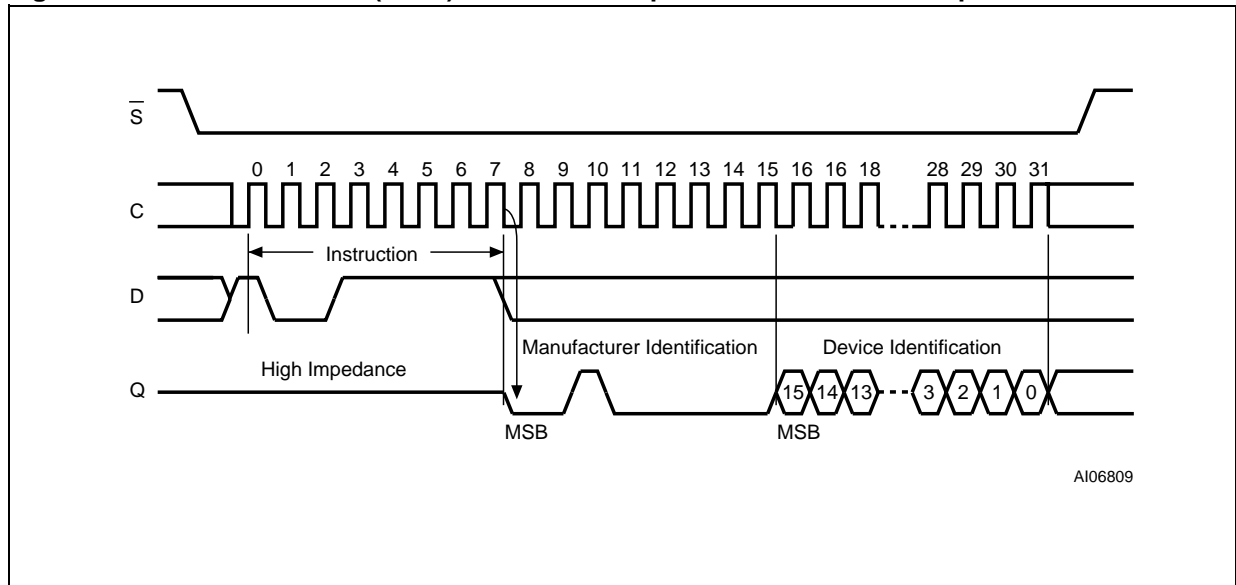 S
0 1 2 3 4 5 6 7 8 9 10 11 12 13 14 15 16 16 18 28 29 30 31
C
Instruction
D
Manufacturer Identification Device Identification
High Impedance
Q
15 14 13 3 2 1 0
MSB MSB
AI06809